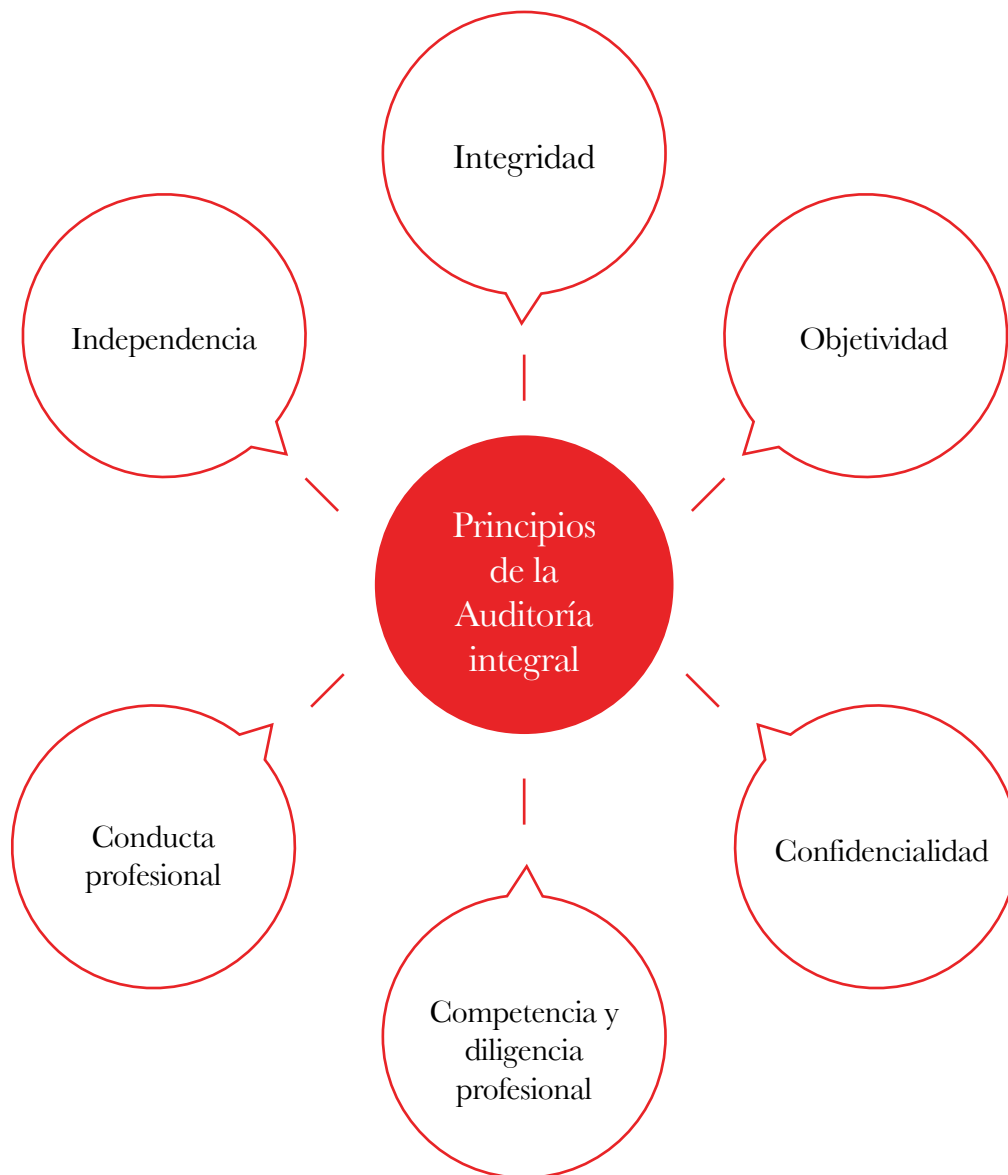 Integridad
Independencia
Objetividad
Principios
de la
Auditoría
integral
Conducta
profesional
Confidencialidad
Competencia y
diligencia
profesional